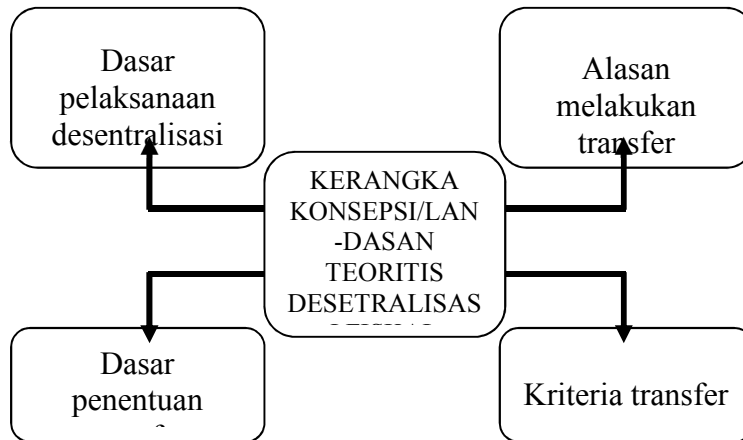 Dasar
pelaksanaan
desentralisasi
Alasan
melakukan
transfer
KERANGKA
KONSEPSI/LAN
-DASAN
TEORITIS
DESETRALISAS
Dasar
penentuan
Kriteria transfer